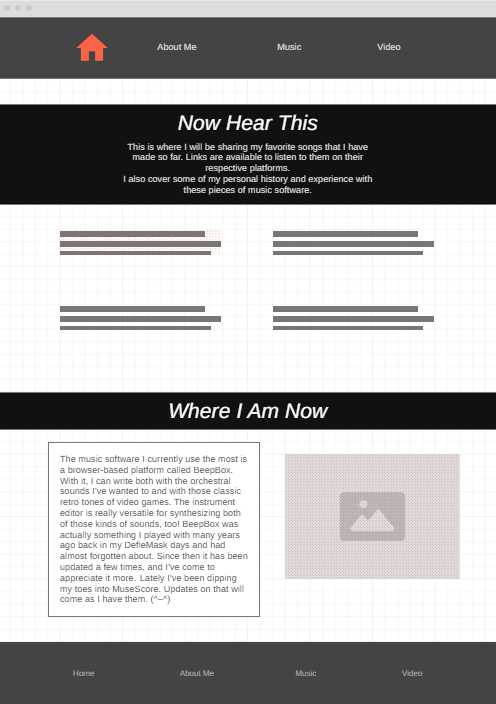 About Me
Music
Video
Now Hear This
This is where I will be sharing my favorite songs that I have
made so far. Links are available to listen to them on their
respective platforms.
I also cover some of my personal history and experience with
these pieces of music software.
Where I Am Now
The music software I currently use the most is
a browser-based platform called BeepBox.
With it, I can write both with the orchestral
sounds I've wanted to and with those classic
retro tones of video games. The instrument
editor is really versatile for synthesizing both
of those kinds of sounds, too! BeepBox was
actually something I played with many years
ago back in my DefleMask days and had
almost forgotten about. Since then it has been
updated a few times, and I've come to
appreciate it more. Lately I've been dipping
my toes into MuseScore. Updates on that will
come as I have them. (^–^)
Home
About Me
Music
Video